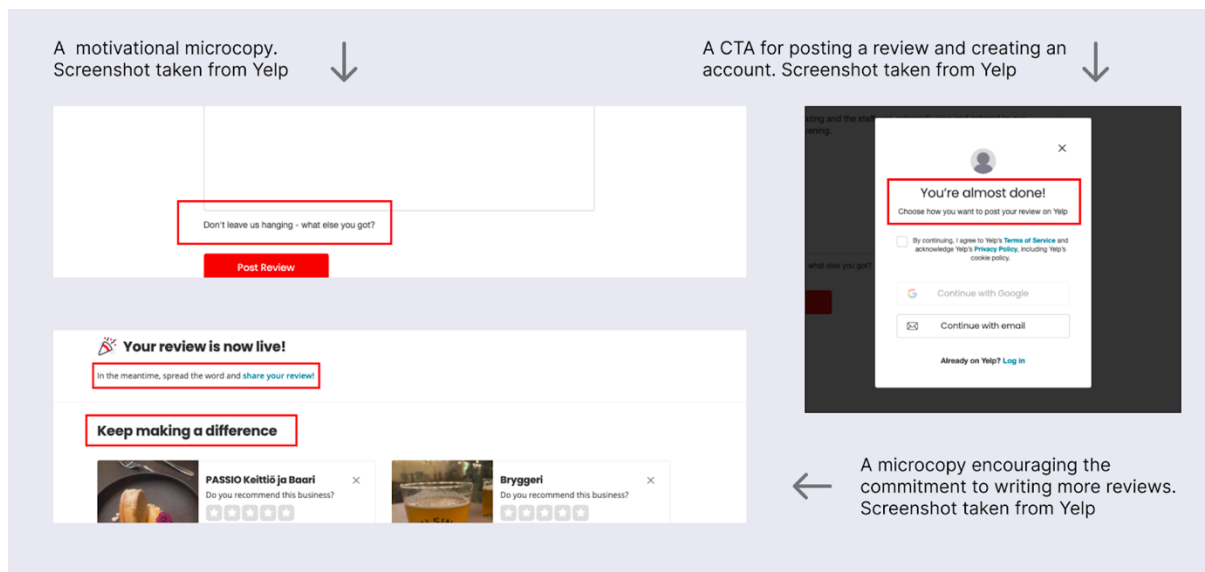 A motivational microcopy.
Screenshot taken from Yelp
A CTA for posting a review and creating an
account. Screenshot taken from Yelp
Don't leave us hanging - what else you got?
Post Review
You're almost done!
Choose how you want to post your review on Yelp
By continuing, I agree to Yelp's Terms of Service and
acknowledge Yelp's Privacy Policy, including Yelp's
cookie policy.
what else you got?
Continue with Google
Continue with email
Already on Yelp? Log in
Your review is now live!
In the meantime, spread the word and share your review!
Keep making a difference
PASSIO Keittiö ja Baari
Do you recommend this business?
Bryggeri
Do you recommend this business?
A microcopy encouraging the
commitment to writing more reviews.
Screenshot taken from Yelp